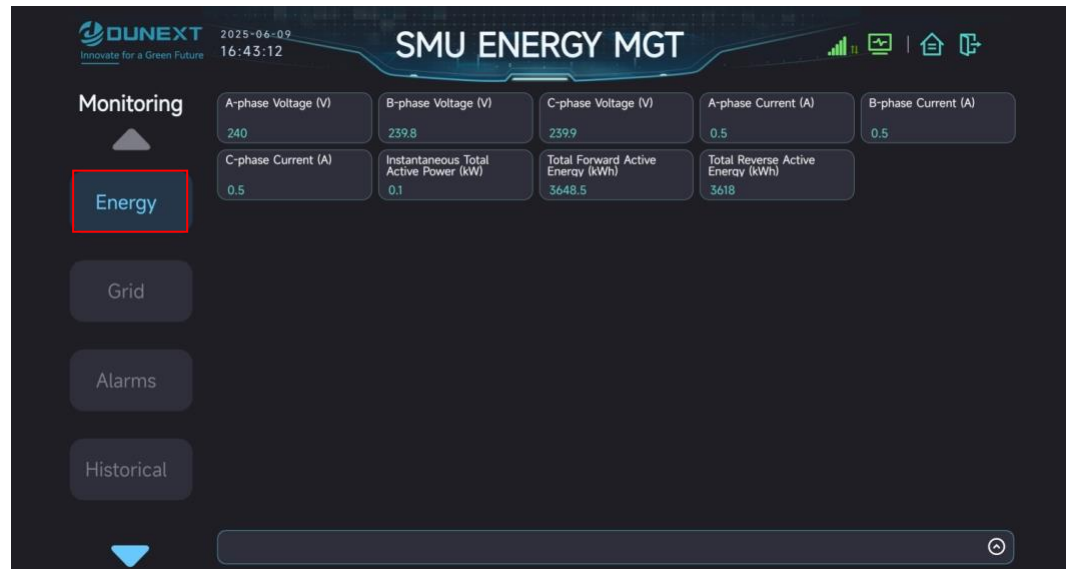 DUNEXT
Innovate for a Green Future
2025-06-09
16:43:12
SMU ENERGY MGT
Monitoring
Energy
Grid
Alarms
Historical
A-phase Voltage (V)
240
B-phase Voltage (V)
239.8
C-phase Voltage (V)
239.9
A-phase Current (A)
0.5
B-phase Current (A)
0.5
C-phase Current (A)
0.5
Instantaneous Total
Active Power (kW)
0.1
Total Forward Active
Energy (kWh)
3648.5
Total Reverse Active
Energy (kWh)
3618